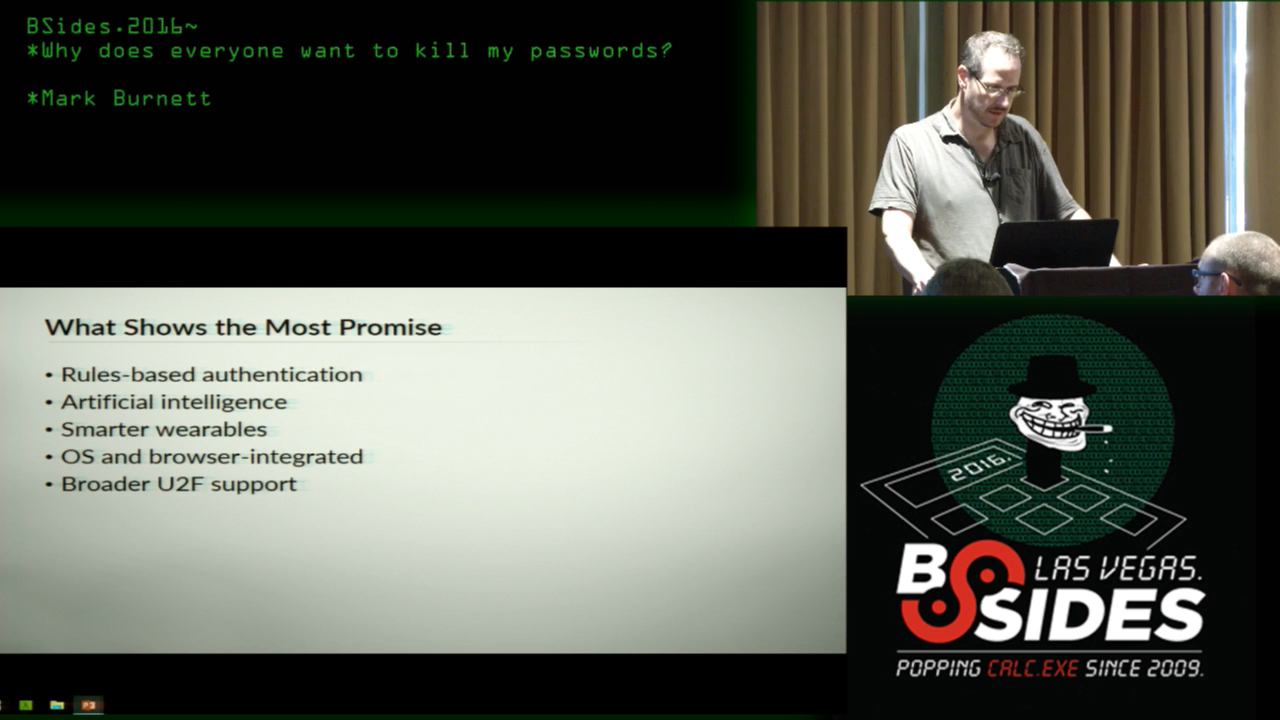 BSides.2016~
*Why does everyone want to kill my passwords?
*Mark Burnett
What Shows the Most Promise
• Rules-based authentication
• Artificial intelligence
• Smarter wearables
• OS and browser-integrated
• Broader U2F support
2016.
BSIDES
LAS VEGAS.
POPPING CALC.EXE SINCE 2009.